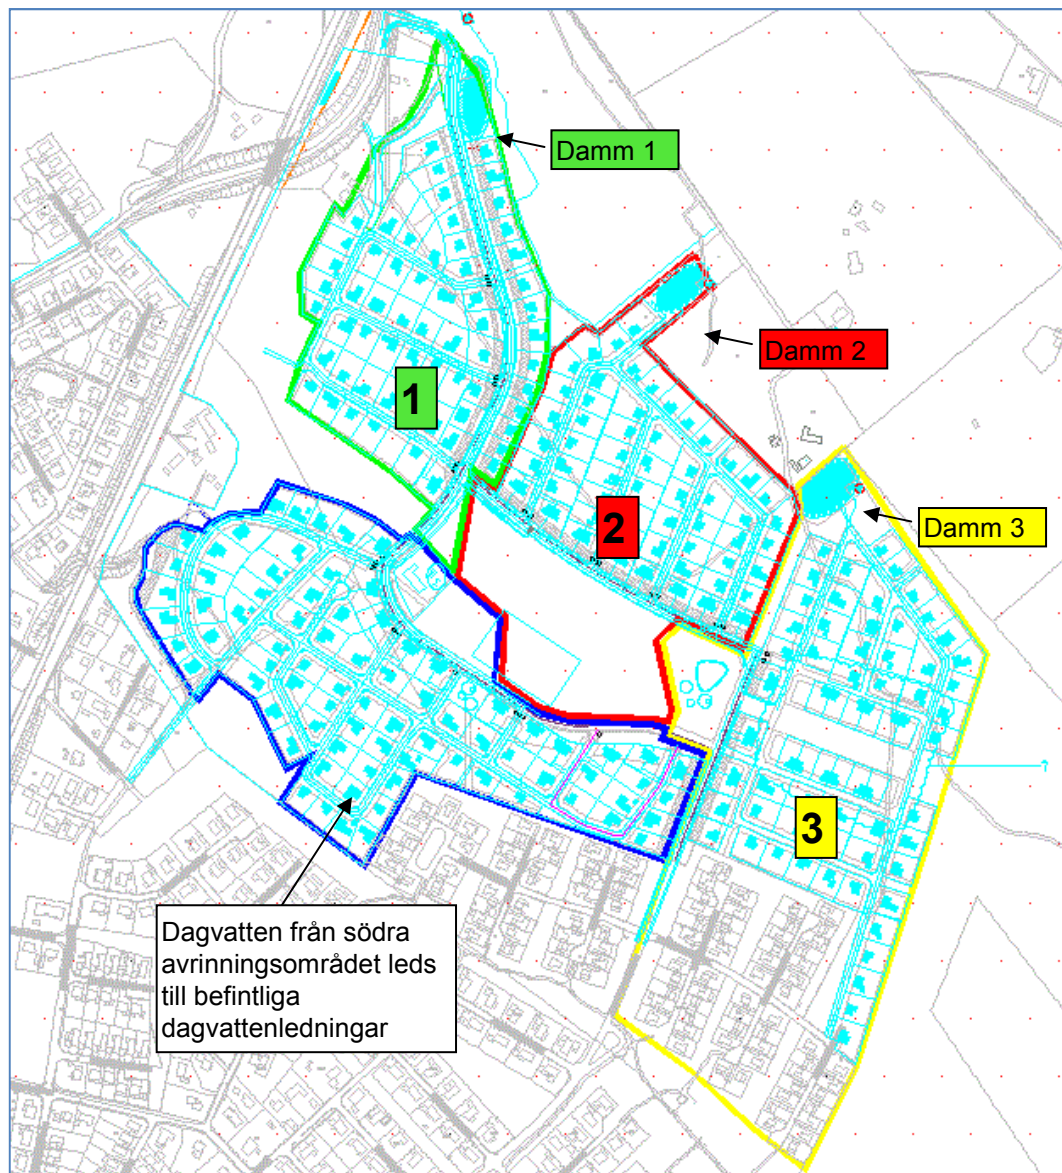 Damm 1
Damm 2
1
2
Damm 3
3
Dagvatten från södra
avrinningsområdet leds
till befintliga
dagvattenledningar